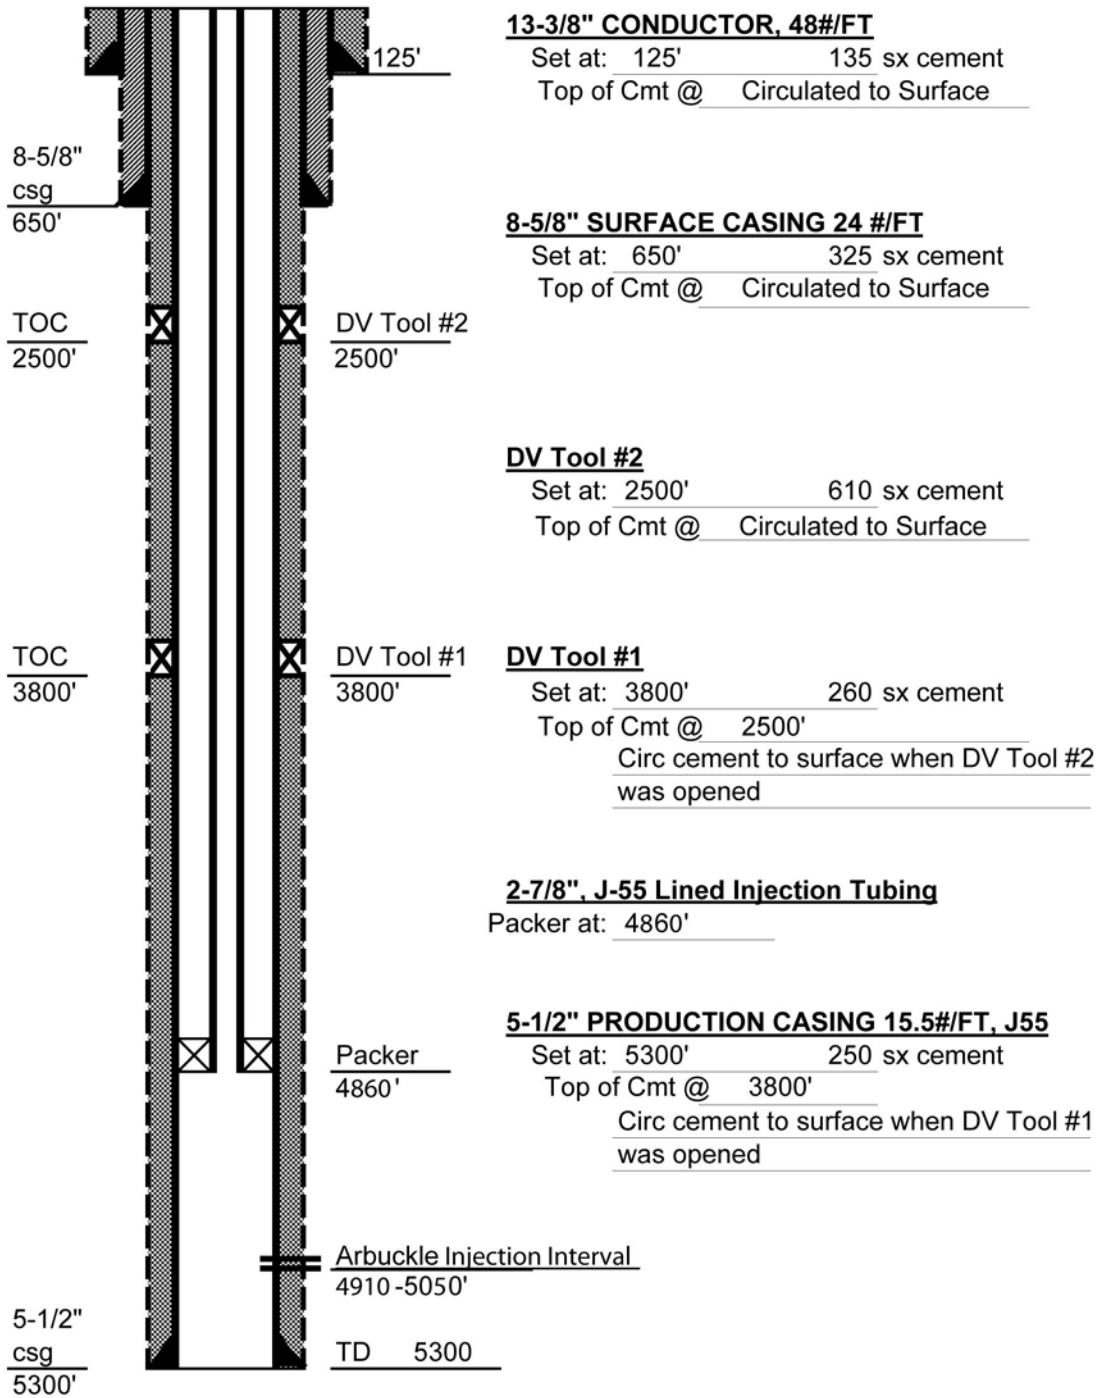 13-3/8" CONDUCTOR, 48#/FT
Set at: 125' 135 sx cement
Top of Cmt @ Circulated to Surface
125'
8-5/8"
csg
650'
8-5/8" SURFACE CASING 24 #/FT
Set at: 650' 325 sx cement
Top of Cmt @ Circulated to Surface
TOC
2500'
DV Tool #2
2500'
DV Tool #2
Set at: 2500' 610 sx cement
Top of Cmt @ Circulated to Surface
TOC
3800'
DV Tool #1
3800'
DV Tool #1
Set at: 3800' 260 sx cement
Top of Cmt @ 2500'
Circ cement to surface when DV Tool #2
was opened
2-7/8", J-55 Lined Injection Tubing
Packer at: 4860'
Packer
4860'
5-1/2" PRODUCTION CASING 15.5#/FT, J55
Set at: 5300' 250 sx cement
Top of Cmt @ 3800'
Circ cement to surface when DV Tool #1
was opened
Arbuckle Injection Interval
4910 -5050'
5-1/2"
csg
5300'
TD 5300